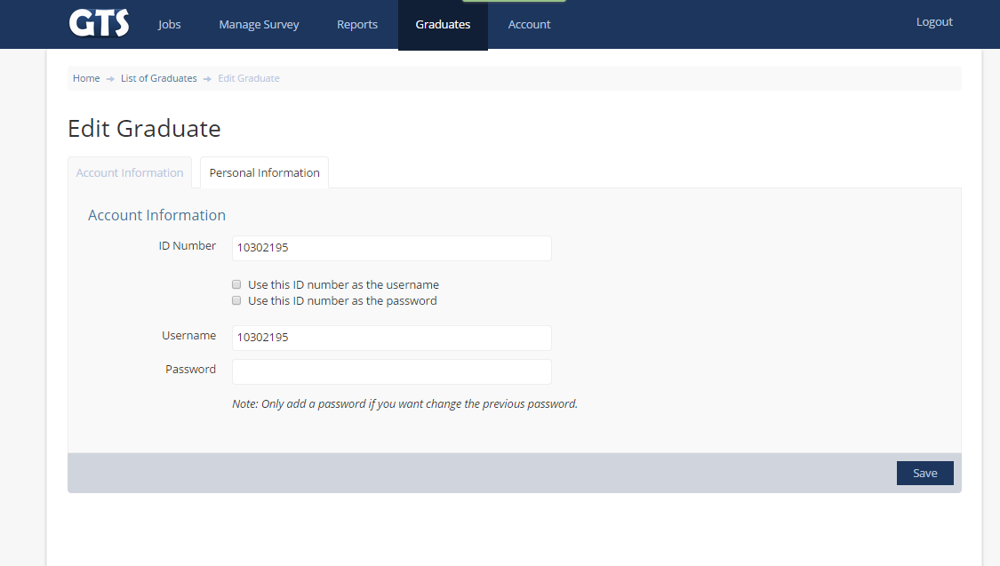 GTS Jobs Manage Survey Reports Graduates Account Logout
Home List of Graduates Edit Graduate
Edit Graduate
Account Information Personal Information
Account Information
ID Number 10302195
Use this ID number as the username
Use this ID number as the password
Username 10302195
Password
Note: Only add a password if you want change the previous password.
Save